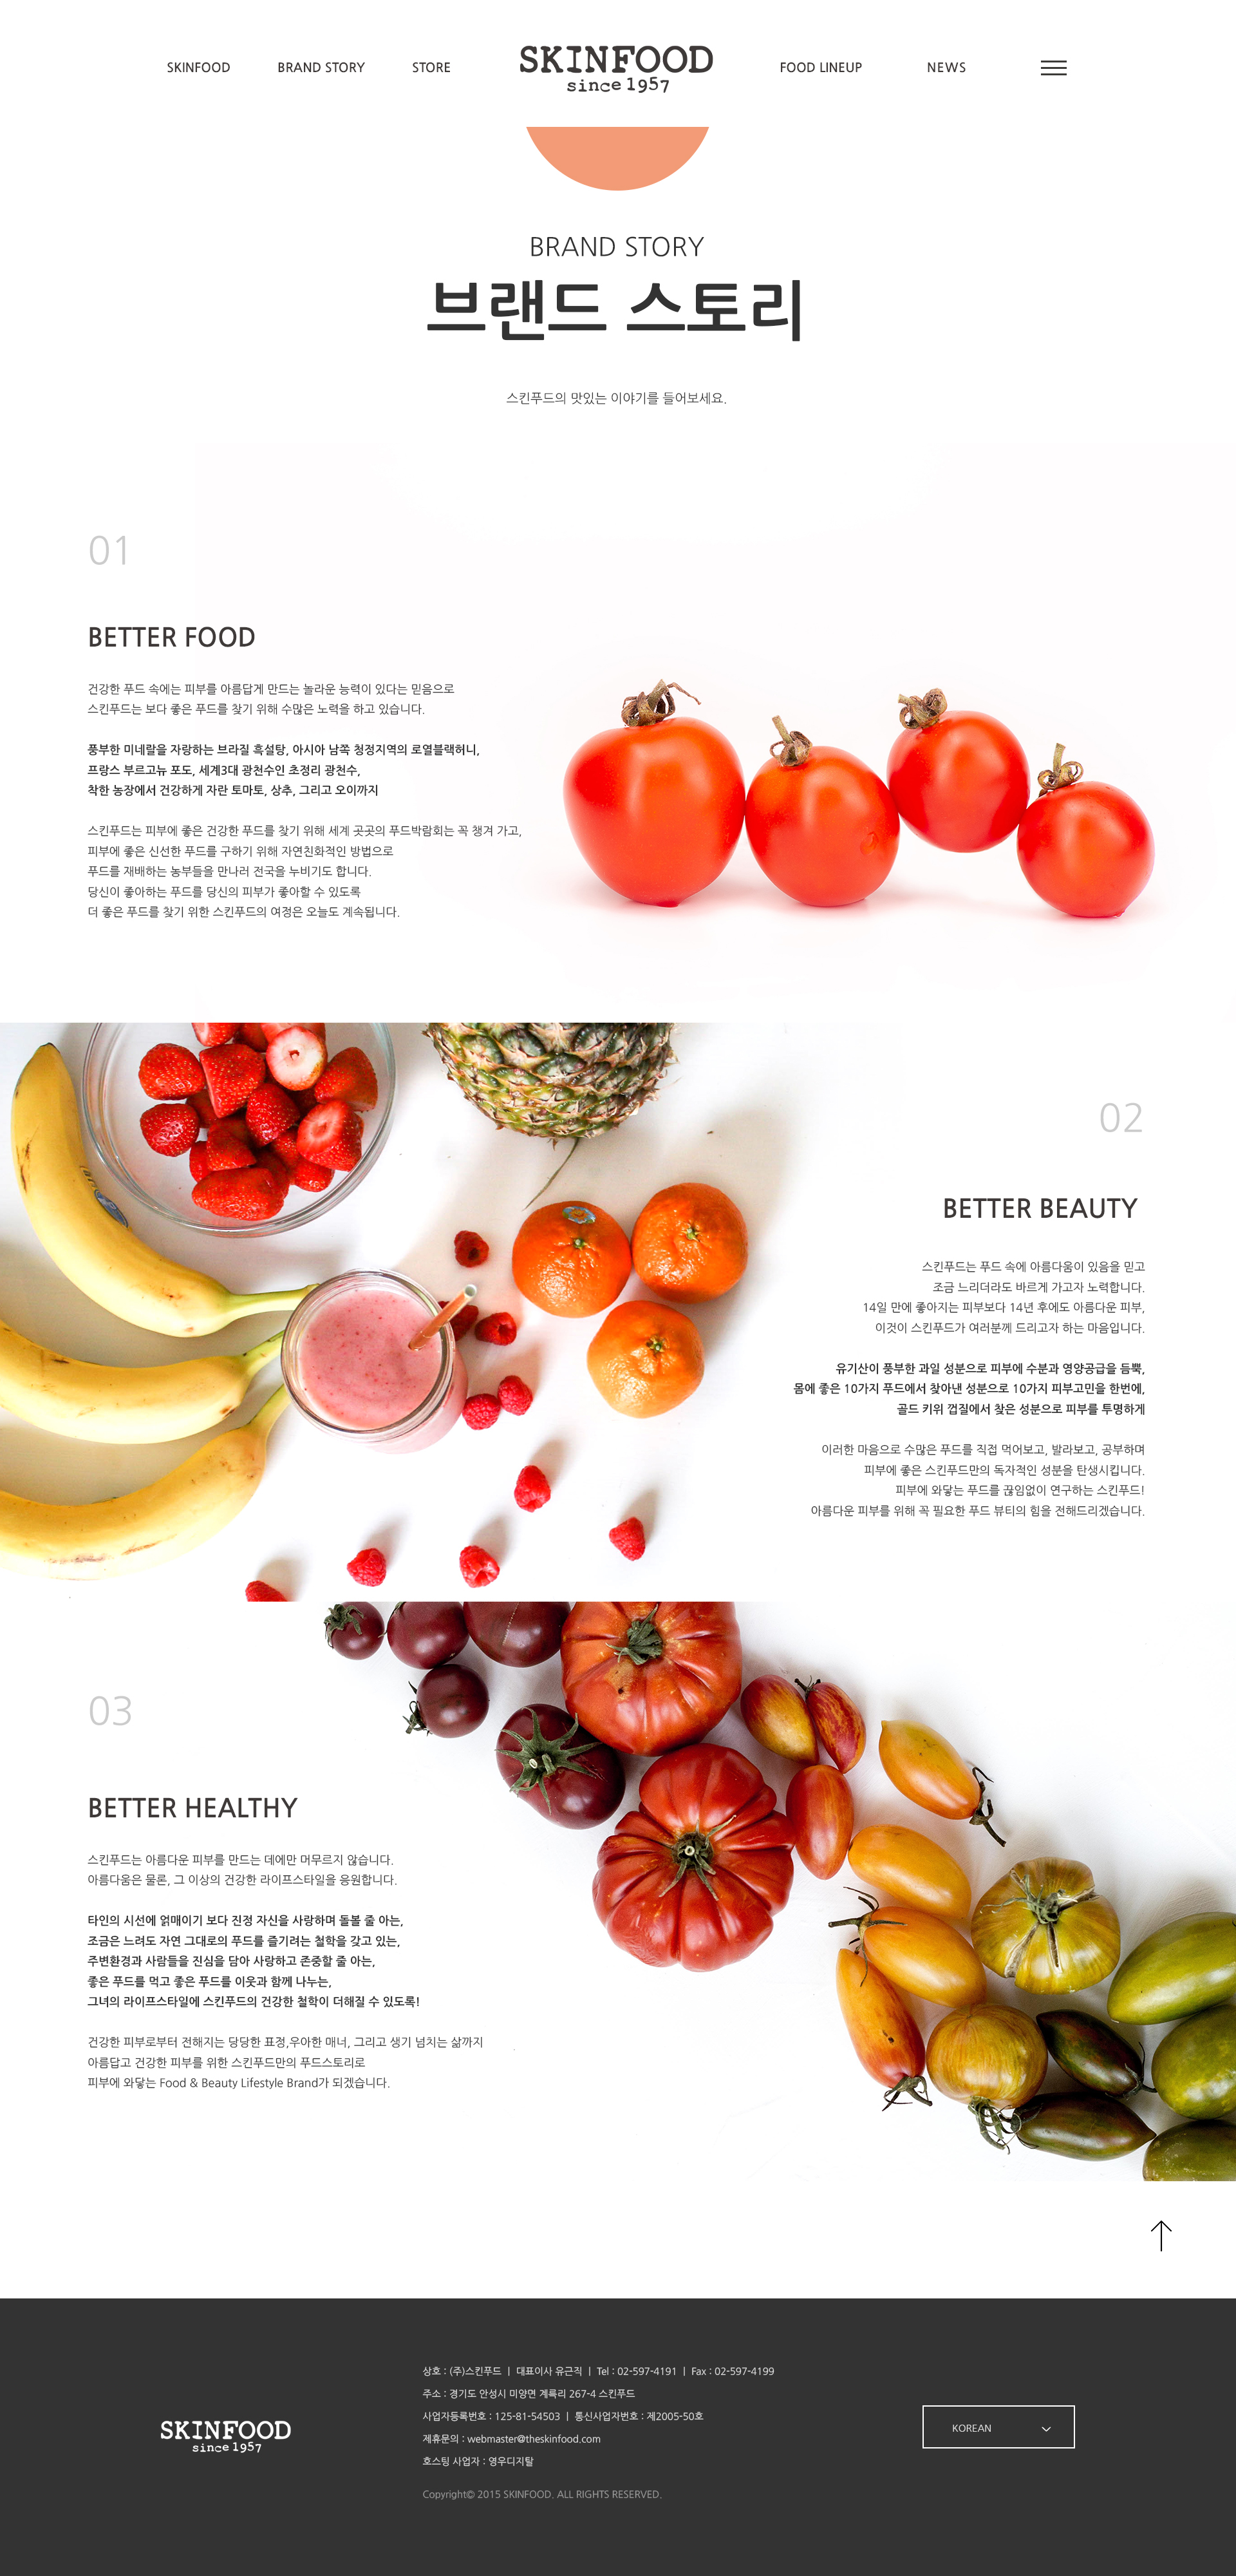 SKINFOOD
BRAND STORY
STORE
SKINFOOD
since 1957
FOOD LINEUP
NEWS
BRAND STORY
브랜드 스토리
스킨푸드의 맛있는 이야기를 들어보세요.
01
BETTER FOOD
건강한 푸드 속에는 피부를 아름답게 만드는 놀라운 능력이 있다는 믿음으로
스킨푸드는 보다 좋은 푸드를 찾기 위해 수많은 노력을 하고 있습니다.
풍부한 미네랄을 자랑하는 브라질 흑설탕, 아시아 남쪽 청정지역의 로열블랙허니,
프랑스 부르고뉴 포도, 세계3대 광천수인 초정리 광천수,
착한 농장에서 건강하게 자란 토마토, 상추, 그리고 오이까지
스킨푸드는 피부에 좋은 건강한 푸드를 찾기 위해 세계 곳곳의 푸드박람회는 꼭 챙겨 가고,
피부에 좋은 신선한 푸드를 구하기 위해 자연친화적인 방법으로
푸드를 재배하는 농부들을 만나러 전국을 누비기도 합니다.
당신이 좋아하는 푸드를 당신의 피부가 좋아할 수 있도록
더 좋은 푸드를 찾기 위한 스킨푸드의 여정은 오늘도 계속됩니다.
02
BETTER BEAUTY
스킨푸드는 푸드 속에 아름다움이 있음을 믿고
조금 느리더라도 바르게 가고자 노력합니다.
14일 만에 좋아지는 피부보다 14년 후에도 아름다운 피부,
이것이 스킨푸드가 여러분께 드리고자 하는 마음입니다.
유기산이 풍부한 과일 성분으로 피부에 수분과 영양공급을 듬뿍,
몸에 좋은 10가지 푸드에서 찾아낸 성분으로 10가지 피부고민을 한번에,
골드 키위 껍질에서 찾은 성분으로 피부를 투명하게
이러한 마음으로 수많은 푸드를 직접 먹어보고, 발라보고, 공부하며
피부에 좋은 스킨푸드만의 독자적인 성분을 탄생시킵니다.
피부에 와닿는 푸드를 끊임없이 연구하는 스킨푸드!
아름다운 피부를 위해 꼭 필요한 푸드 뷰티의 힘을 전해드리겠습니다.
03
BETTER HEALTHY
스킨푸드는 아름다운 피부를 만드는 데에만 머무르지 않습니다.
아름다움은 물론, 그 이상의 건강한 라이프스타일을 응원합니다.
타인의 시선에 얽매이기 보다 진정 자신을 사랑하며 돌볼 줄 아는,
조금은 느려도 자연 그대로의 푸드를 즐기려는 철학을 갖고 있는,
주변환경과 사람들을 진심을 담아 사랑하고 존중할 줄 아는,
좋은 푸드를 먹고 좋은 푸드를 이웃과 함께 나누는,
그녀의 라이프스타일에 스킨푸드의 건강한 철학이 더해질 수 있도록!
건강한 피부로부터 전해지는 당당한 표정,우아한 매너, 그리고 생기 넘치는 삶까지
아름답고 건강한 피부를 위한 스킨푸드만의 푸드스토리로
피부에 와닿는 Food & Beauty Lifestyle Brand가 되겠습니다.
SKINFOOD
since 1957
상호 : (주)스킨푸드 | 대표이사 유근직 | Tel : 02-597-4191 | Fax : 02-597-4199
주소 : 경기도 안성시 미양면 계륵리 267-4 스킨푸드
사업자등록번호 : 125-81-54503 | 통신사업자번호 : 제2005-50호
제휴문의 : webmaster@theskinfood.com
호스팅 사업자 : 영우디지탈
Copyright© 2015 SKINFOOD. ALL RIGHTS RESERVED.
KOREAN